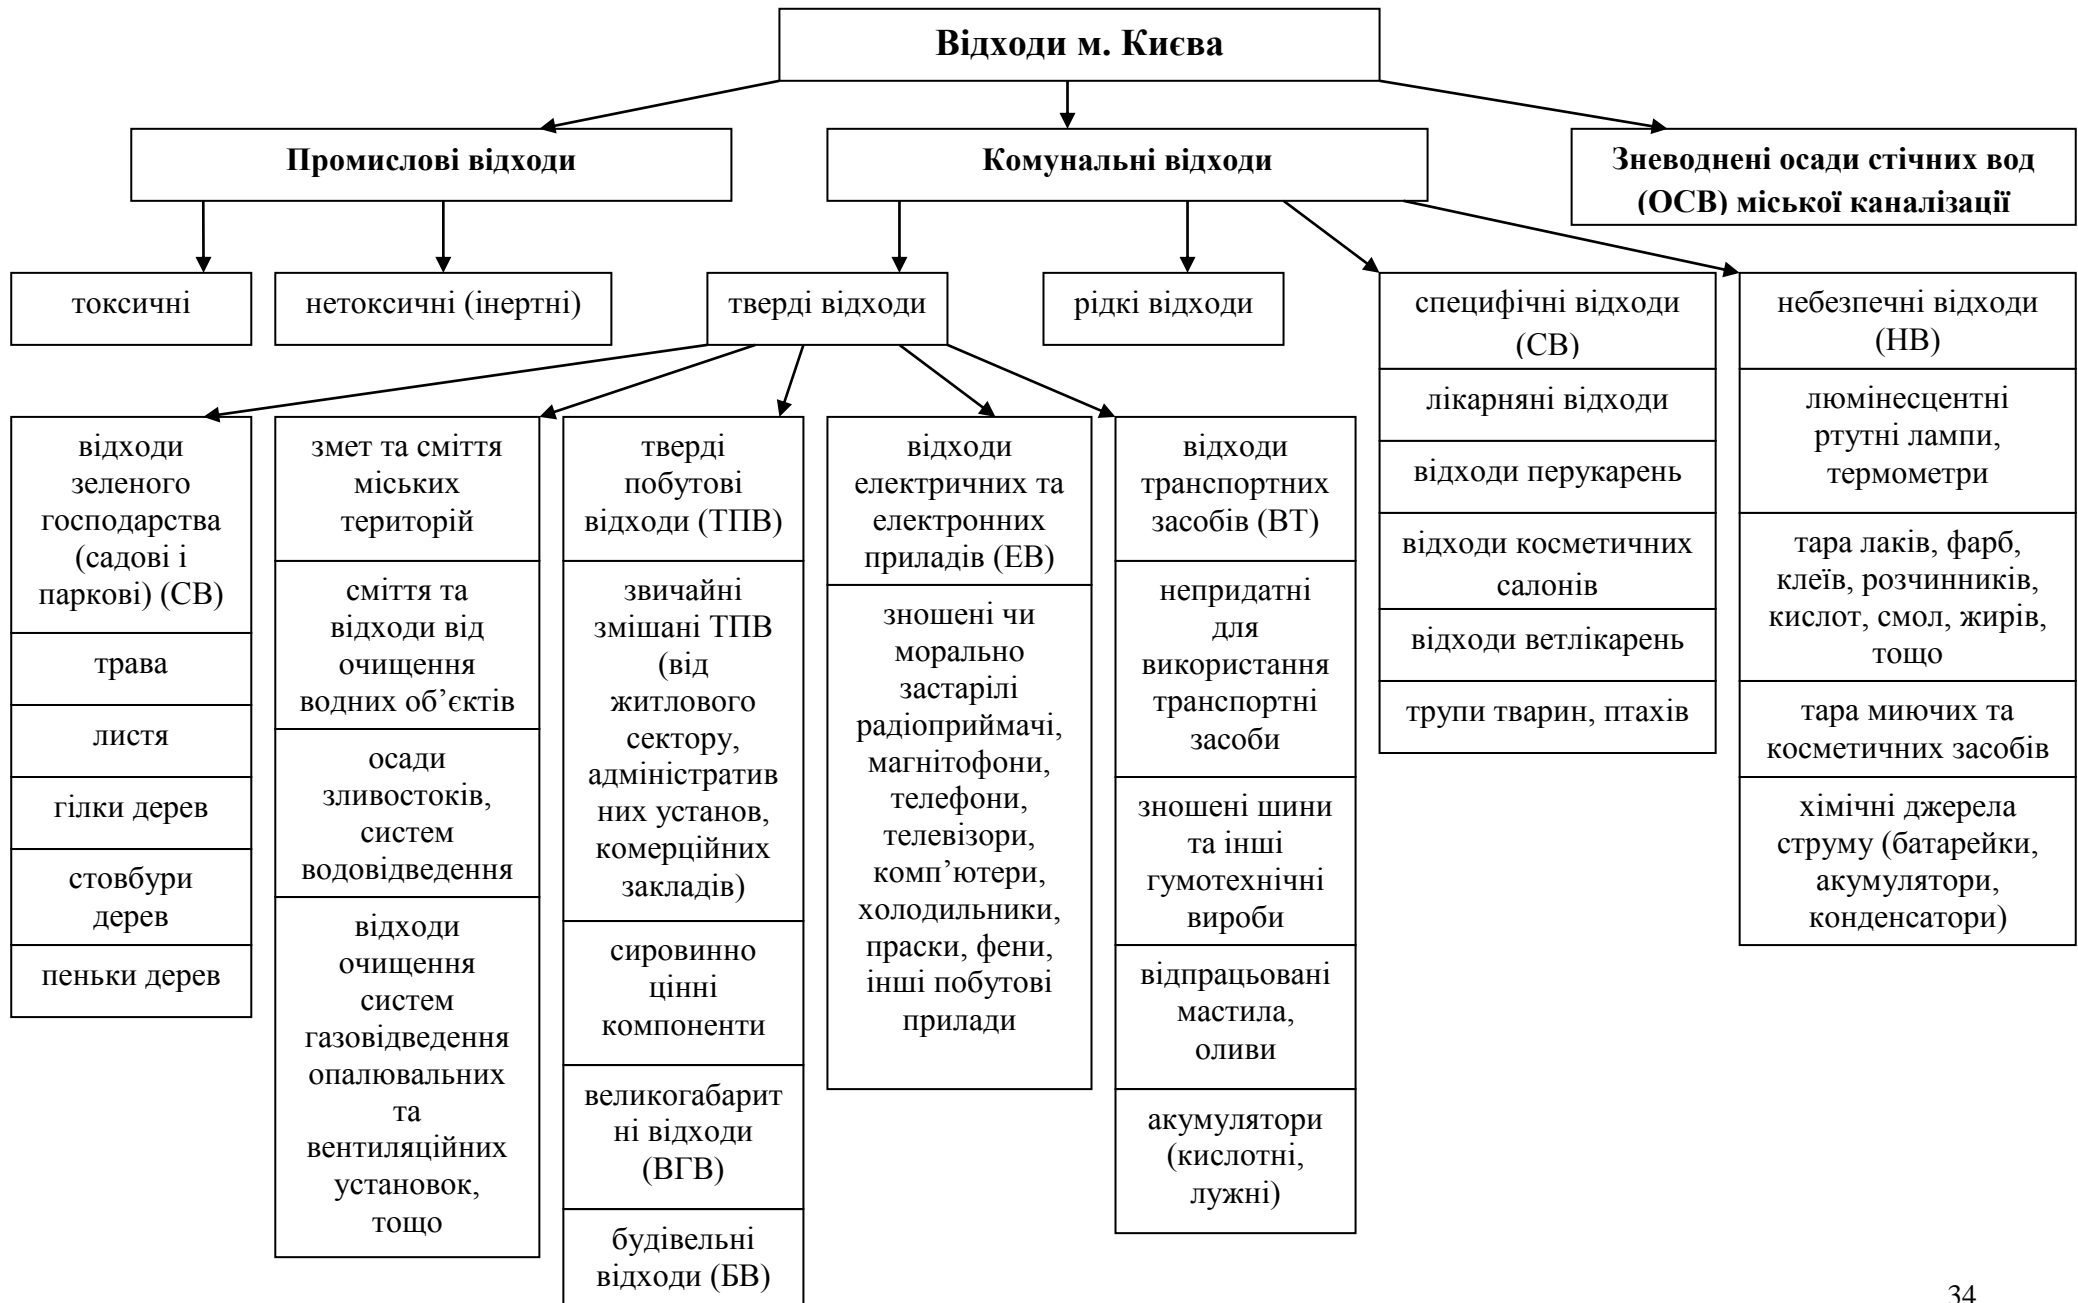 Відходи м. Києва
Промислові відходи
Комунальні відходи
Зневоднені осади стічних вод
(ОСВ) міської каналізації
токсичні
нетоксичні (інертні)
тверді відходи
рідкі відходи
специфічні відходи
(СВ)
лікарняні відходи
відходи перукарень
відходи косметичних
салонів
відходи ветлікарень
трупи тварин, птахів
небезпечні відходи
(НВ)
люмінесцентні
ртутні лампи,
термометри
тара лаків, фарб,
клеїв, розчинників,
кислот, смол, жирів,
тощо
тара миючих та
косметичних засобів
хімічні джерела
струму (батарейки,
акумулятори,
конденсатори)
відходи
зеленого
господарства
(садові і
паркові) (СВ)
трава
листя
гілки дерев
стовбури
дерев
пеньки дерев
змет та сміття
міських
територій
сміття та
відходи від
очищення
водних об’єктів
осади
зливостоків,
систем
водовідведення
відходи
очищення
систем
газовідведення
опалювальних
та
вентиляційних
установок,
тощо
тверді
побутові
відходи (ТПВ)
звичайні
змішані ТПВ
(від
житлового
сектору,
адміністратив
них установ,
комерційних
закладів)
сировинно
цінні
компоненти
великогабарит
ні відходи
(ВГВ)
будівельні
відходи (БВ)
відходи
електричних та
електронних
приладів (ЕВ)
зношені чи
морально
застарілі
радіоприймачі,
магнітофони,
телефони,
телевізори,
комп’ютери,
холодильники,
праски, фени,
інші побутові
прилади
відходи
транспортних
засобів (ВТ)
непридатні
для
використання
транспортні
засоби
зношені шини
та інші
гумотехнічні
вироби
відпрацьовані
мастила,
оливи
акумулятори
(кислотні,
лужні)
34